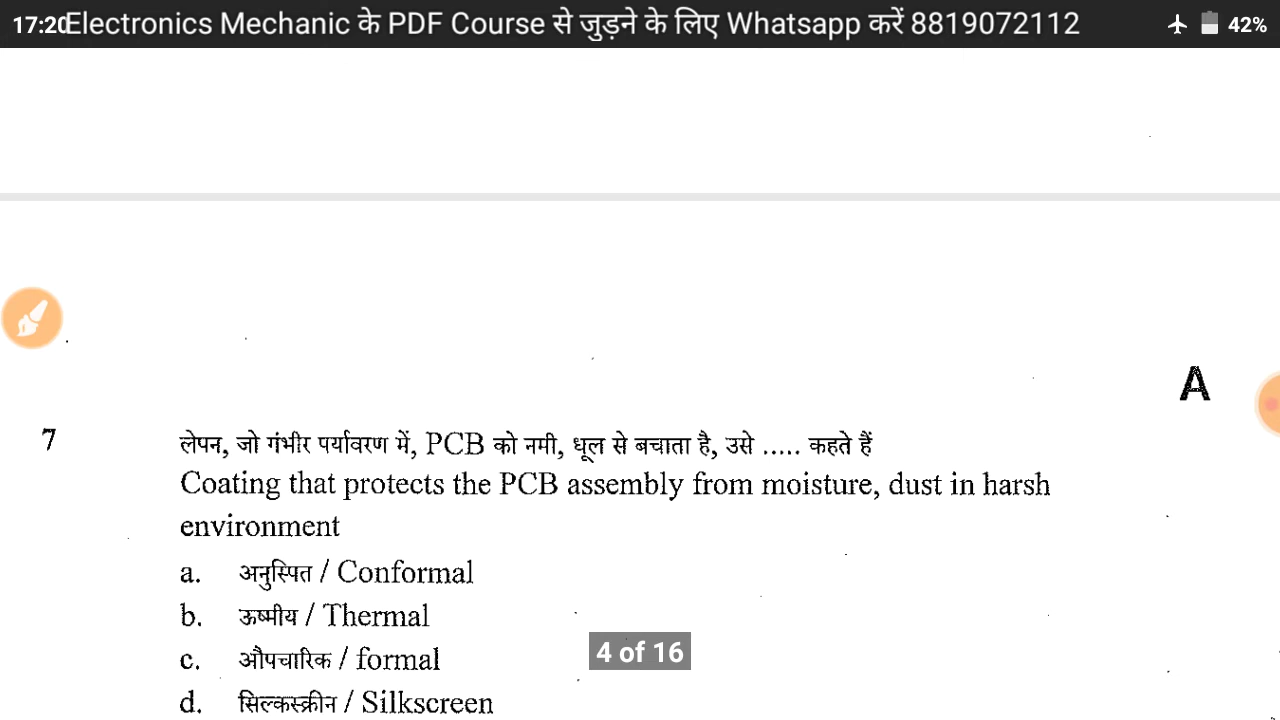 17:20Electronics Mechanic के PDF Course से जुड़ने के लिए Whatsapp करें 8819072112 42%
A
7 लेपन, जो गंभीर पर्यावरण में, PCB को नमी, धूल से बचाता है, उसे ..... कहते हैं
Coating that protects the PCB assembly from moisture, dust in harsh
environment
a. अनुस्पित / Conformal
b. ऊष्मीय / Thermal
c. औपचारिक / formal
4 of 16
d. सिल्कस्क्रीन / Silkscreen